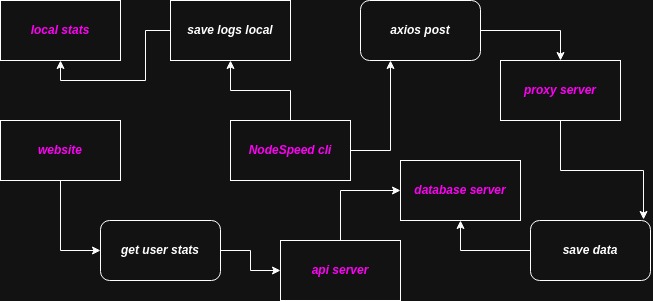 local stats
save logs local
axios post
proxy server
website
NodeSpeed cli
database server
get user stats
api server
save data